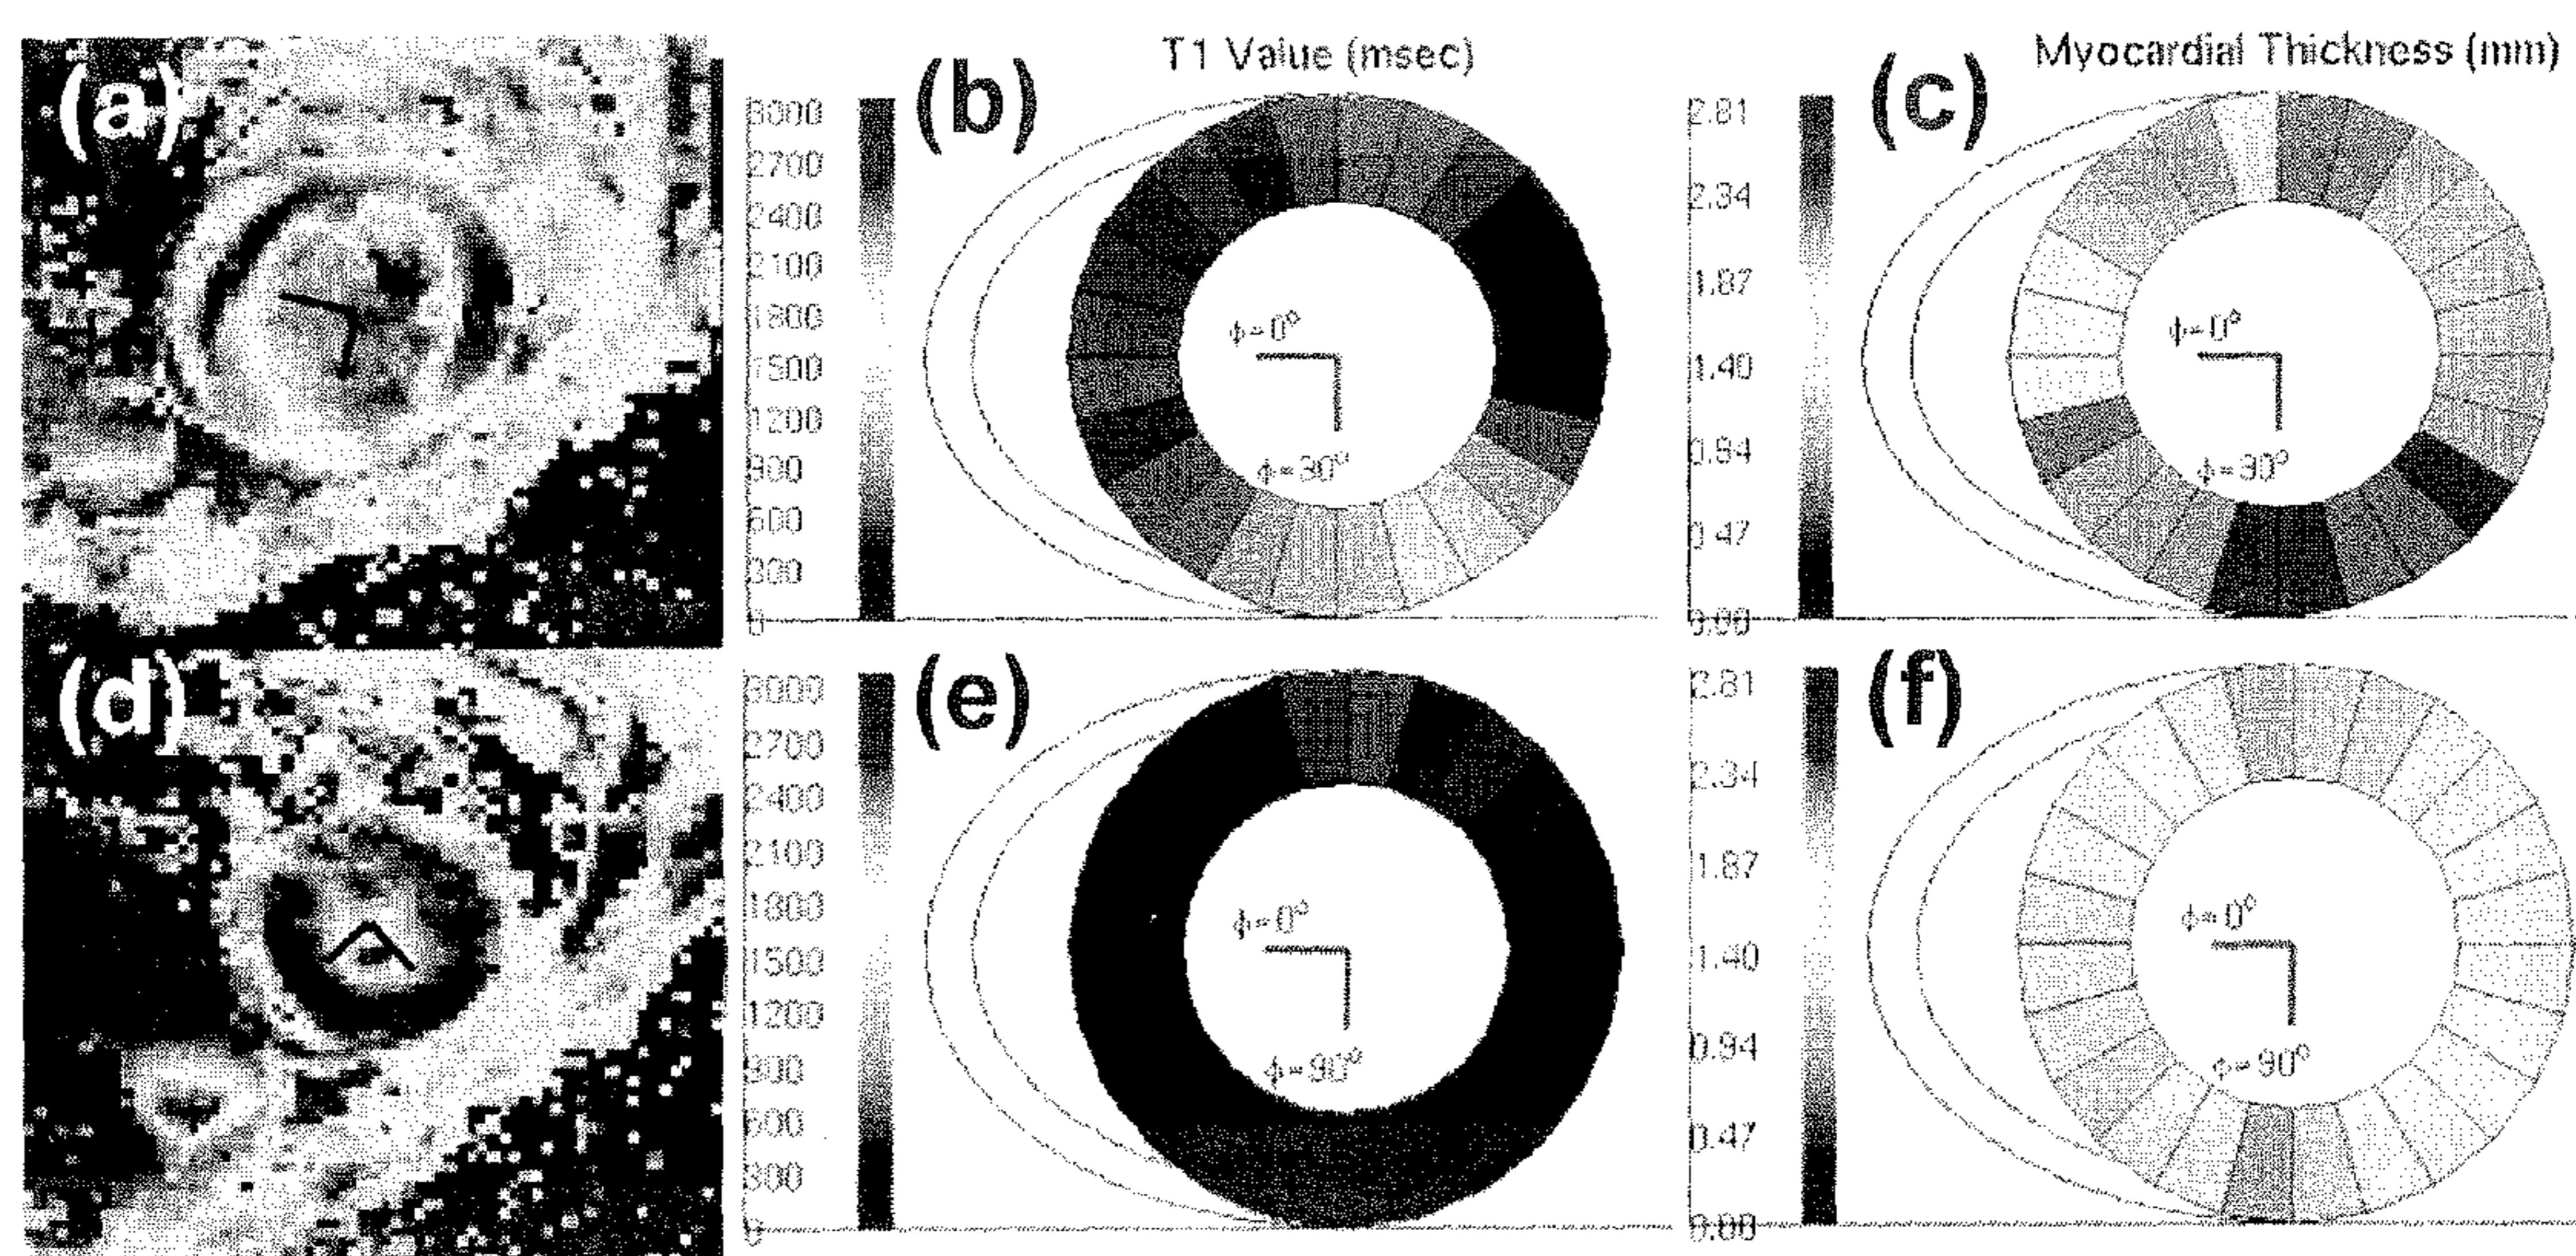 (a)
(b)
T1 Value (msec)
3000
2700
2400
2100
1800
1500
1200
900
600
300
0
ϕ=0°
ϕ=90°
(c)
Myocardial Thickness (mm)
2.81
2.34
1.87
1.40
0.94
0.47
0.00
ϕ=0°
ϕ=90°
(d)
(e)
3000
2700
2400
2100
1800
1500
1200
900
600
300
0
ϕ=0°
ϕ=90°
(f)
2.81
2.34
1.87
1.40
0.94
0.47
0.00
ϕ=0°
ϕ=90°